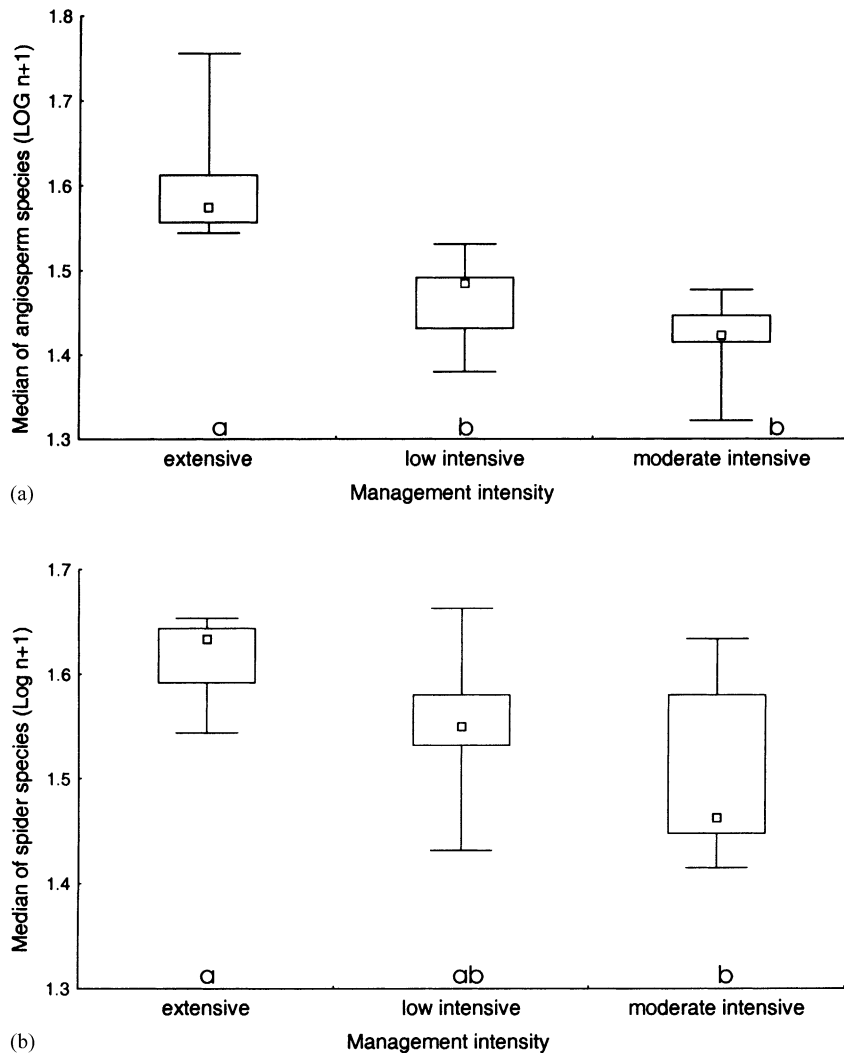 Median of angiosperm species (LOG n+1)
1.8
1.7
1.6
1.5
1.4
1.3
a
b
b
extensive
low intensive
moderate intensive
(a)
Management intensity
Median of spider species (Log n+1)
1.7
1.6
1.5
1.4
1.3
a
ab
b
extensive
low intensive
moderate intensive
(b)
Management intensity